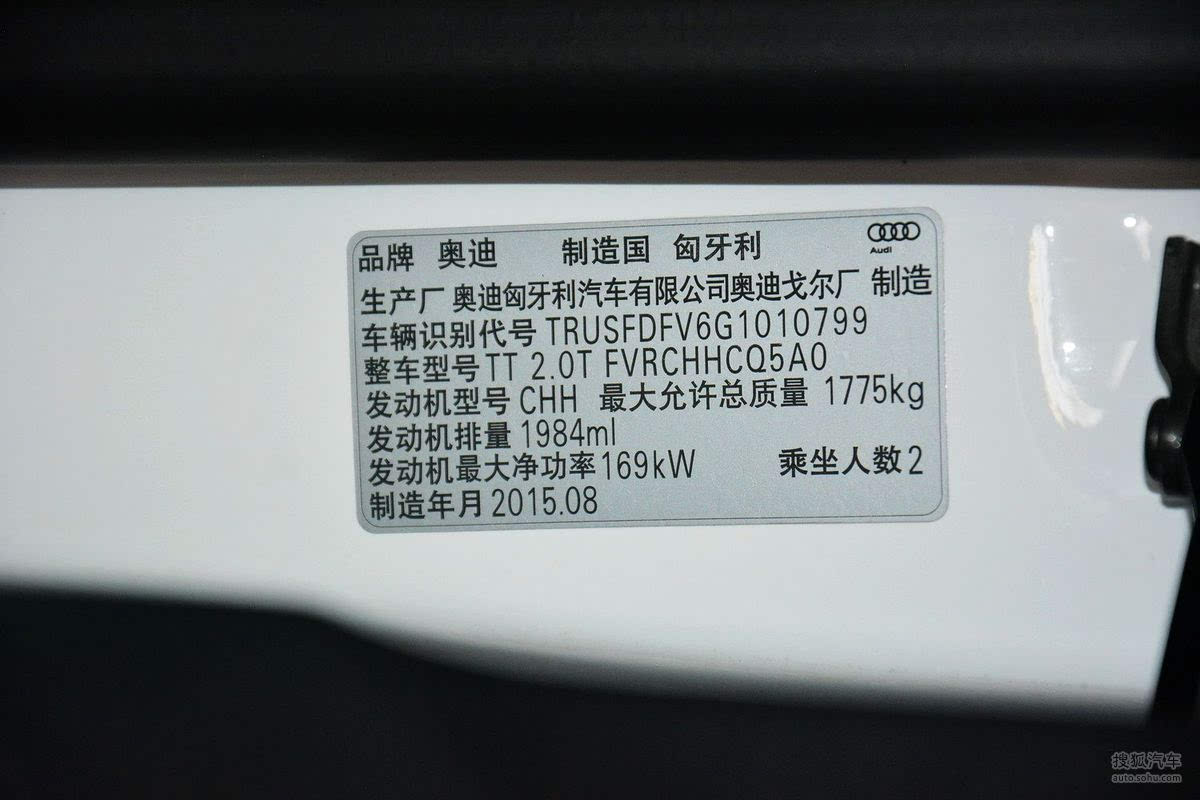 品牌 奥迪 制造国 匈牙利
Audi
生产厂 奥迪匈牙利汽车有限公司奥迪戈尔厂 制造
车辆识别代号 TRUSFDFV6G1010799
整车型号 TT 2.0T FVRCHHCQ5A0
发动机型号 CHH 最大允许总质量 1775kg
发动机排量 1984ml
发动机最大净功率 169kW 乘坐人数 2
制造年月 2015.08
搜狐汽车
auto.sohu.com